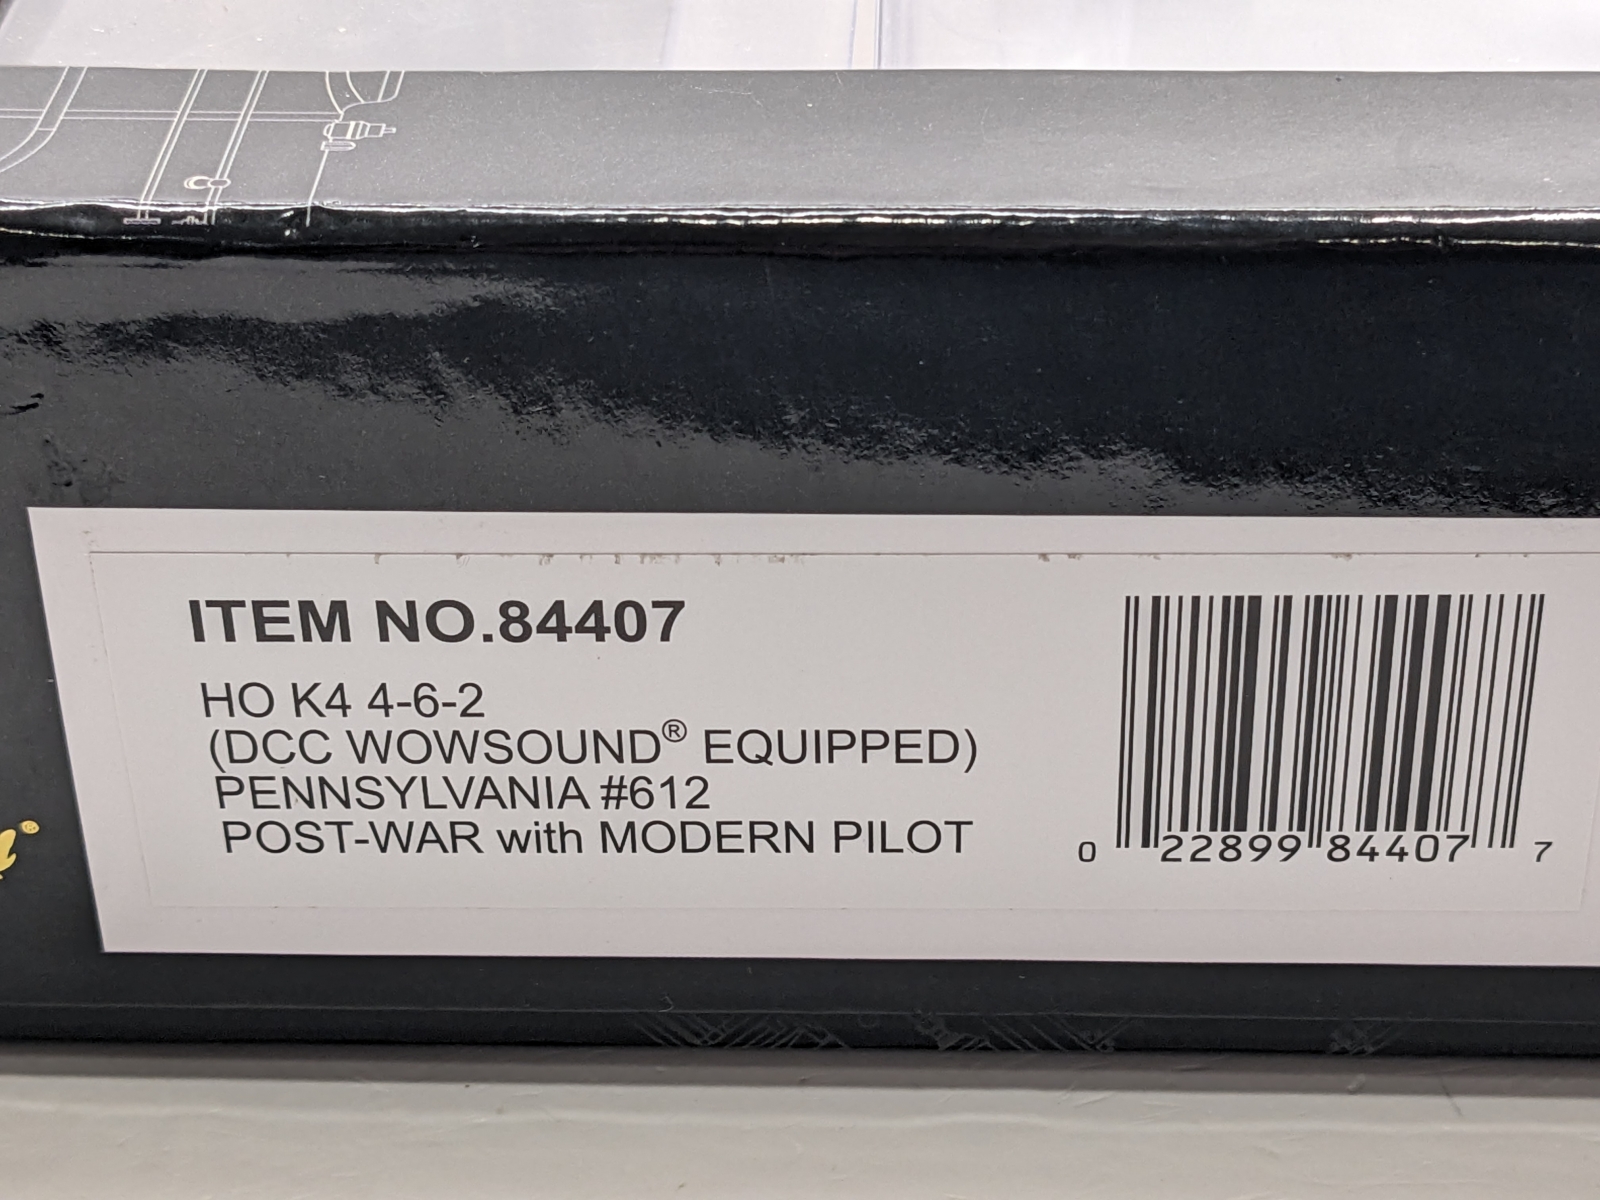 ITEM NO.84407
HO K4 4-6-2
(DCC WOWSOUND® EQUIPPED)
PENNSYLVANIA #612
POST-WAR with MODERN PILOT
0 22899 84407 7